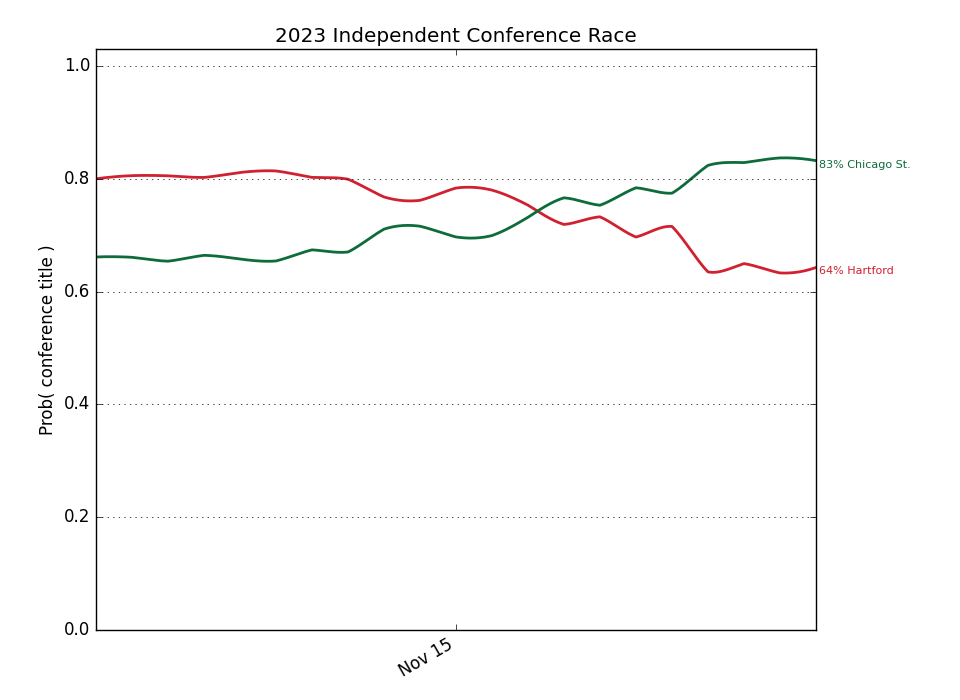 2023 Independent Conference Race
Prob( conference title )
1.0
0.8
0.6
0.4
0.2
0.0
83% Chicago St.
64% Hartford
Nov 15